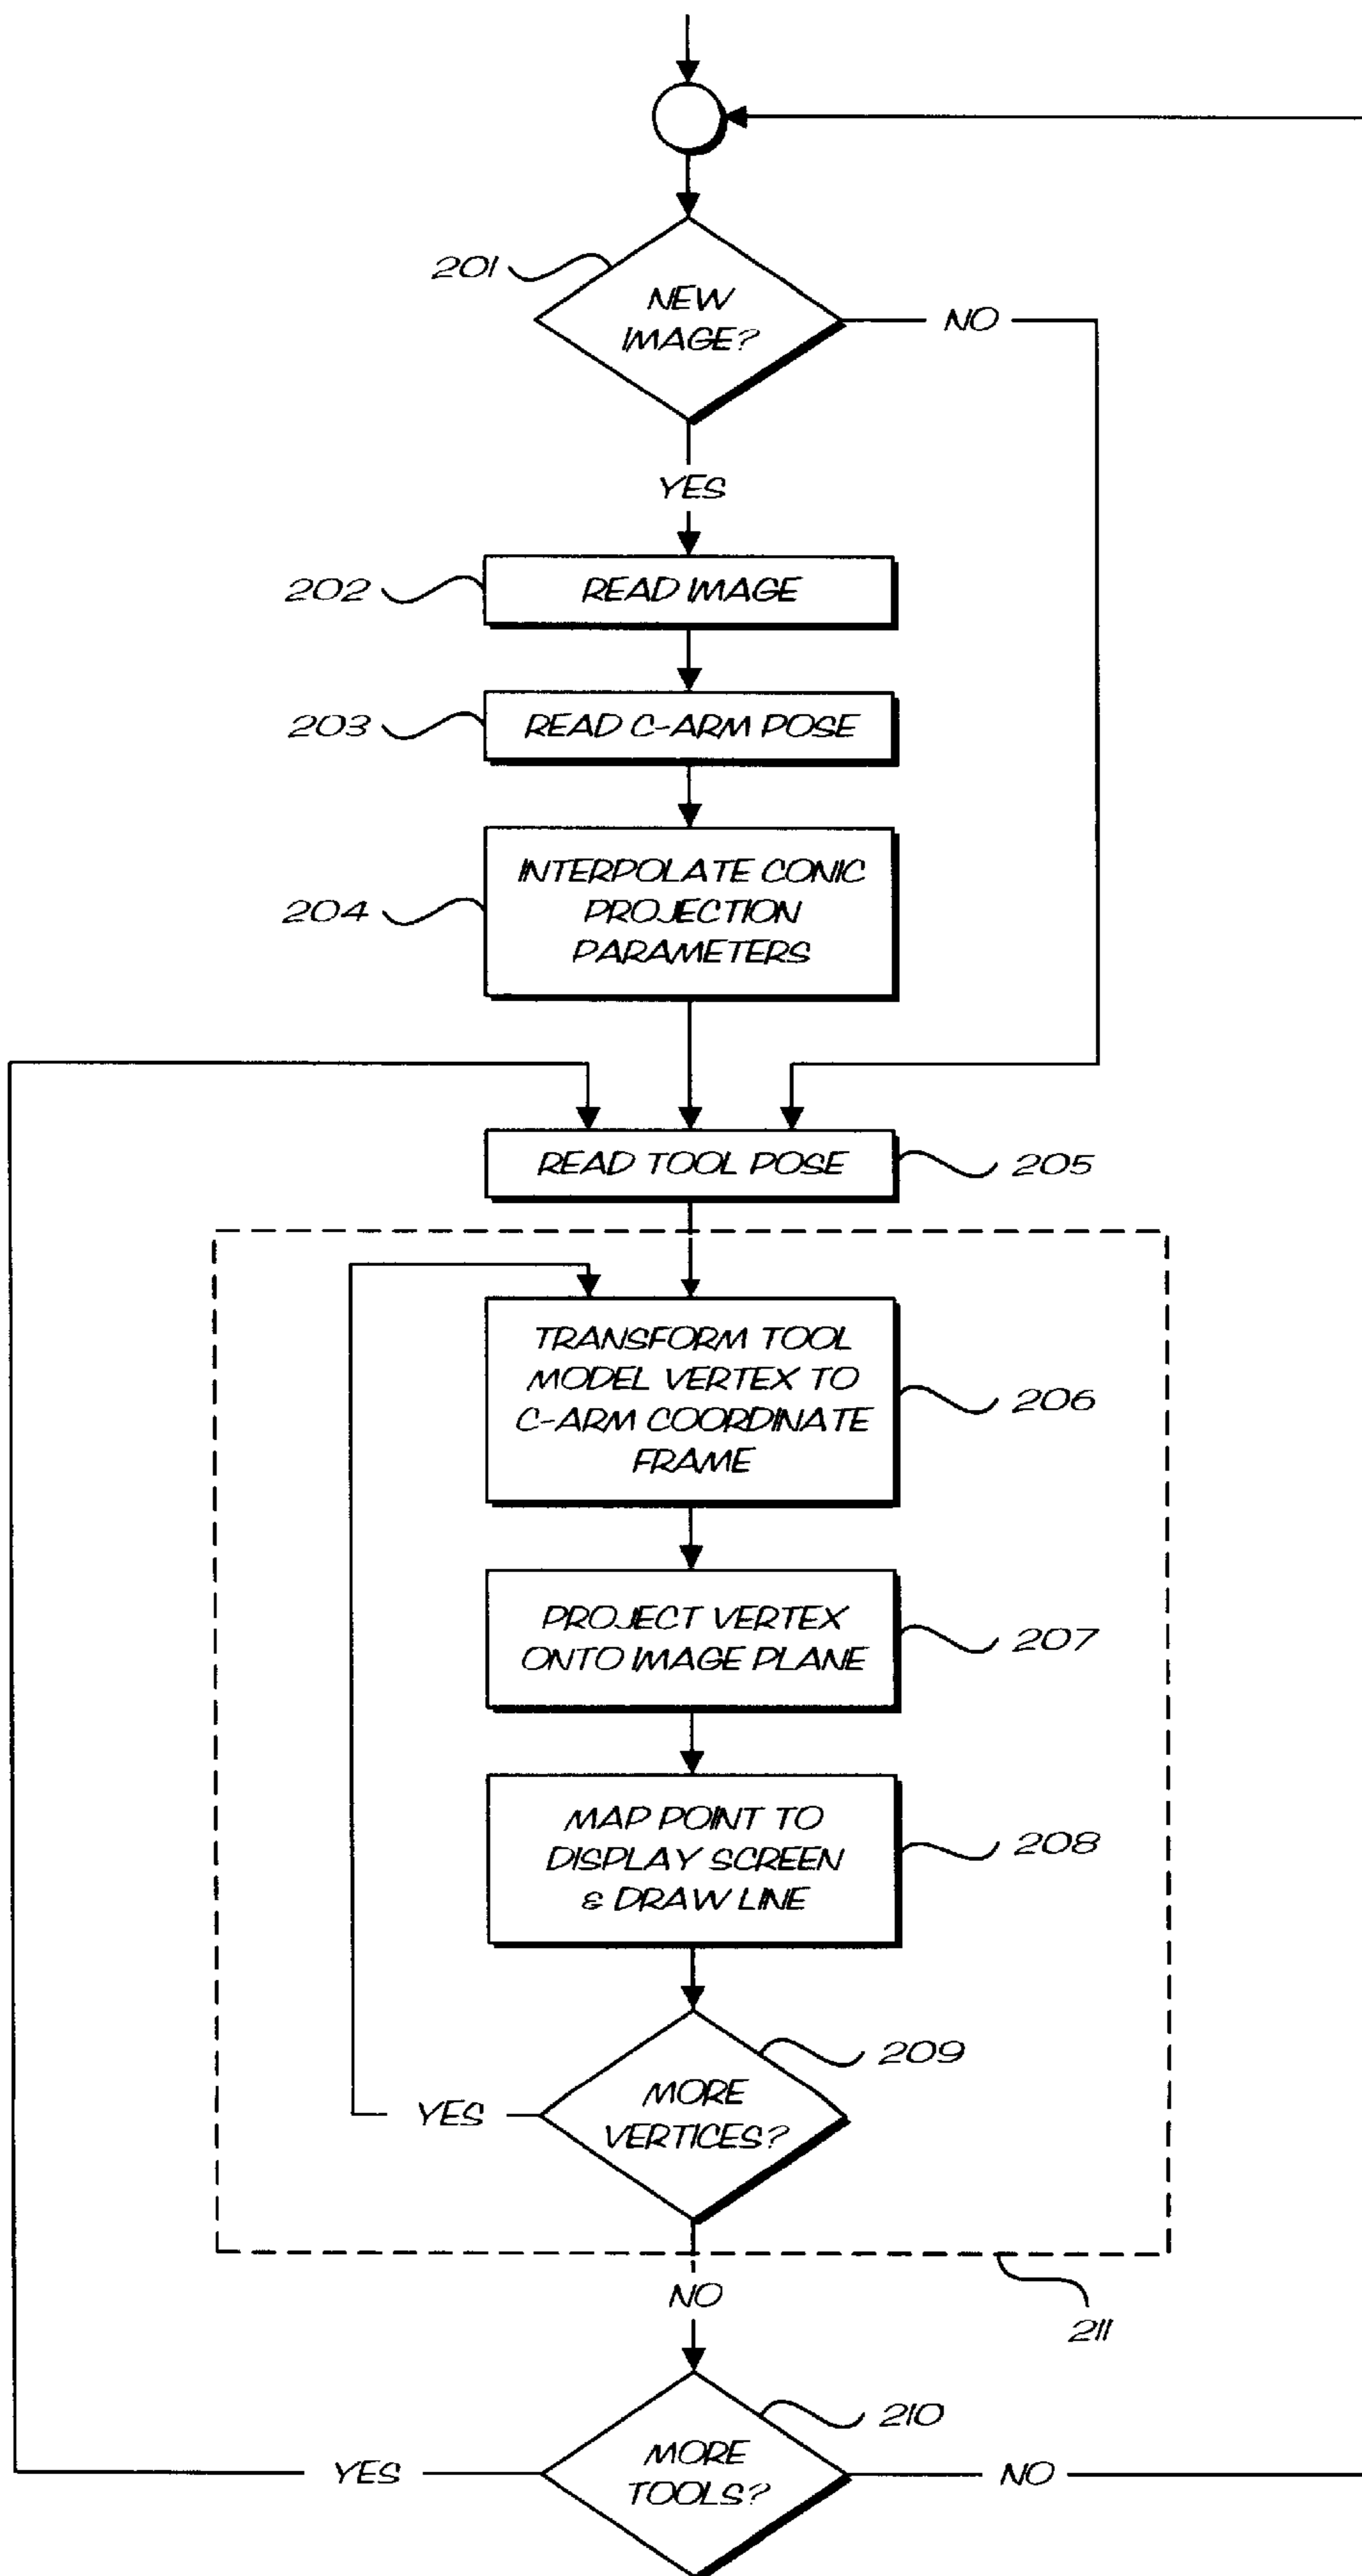 201
NEW
IMAGE?
NO
YES
202
READ IMAGE
203
READ C-ARM POSE
204
INTERPOLATE CONIC
PROJECTION
PARAMETERS
READ TOOL POSE
205
TRANSFORM TOOL
MODEL VERTEX TO
C-ARM COORDINATE
FRAME
206
PROJECT VERTEX
ONTO IMAGE PLANE
207
MAP POINT TO
DISPLAY SCREEN
& DRAW LINE
208
209
MORE
VERTICES?
YES
NO
211
210
MORE
TOOLS?
YES
NO